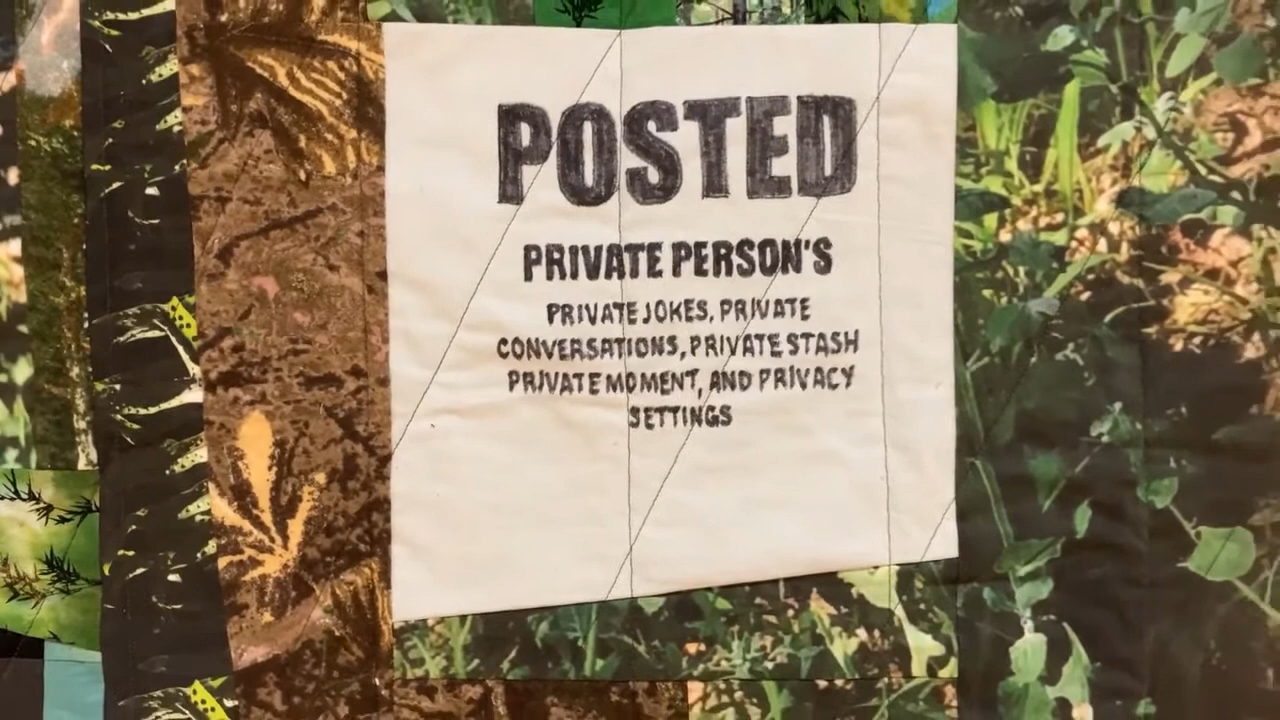 POSTED
PRIVATE PERSON'S
PRIVATE JOKES, PRIVATE
CONVERSATIONS, PRIVATE STASH
PRIVATE MOMENT, AND PRIVACY
SETTINGS